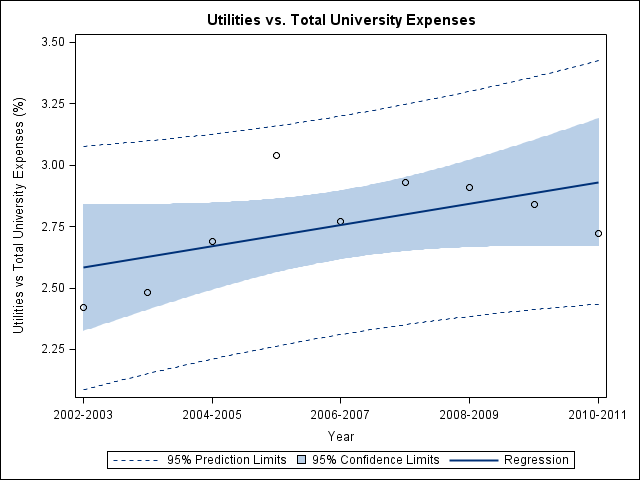 Utilities vs. Total University Expenses
Utilities vs Total University Expenses (%)
3.50
3.25
3.00
2.75
2.50
2.25
2002-2003 2004-2005 2006-2007 2008-2009 2010-2011
Year
95% Prediction Limits 95% Confidence Limits Regression